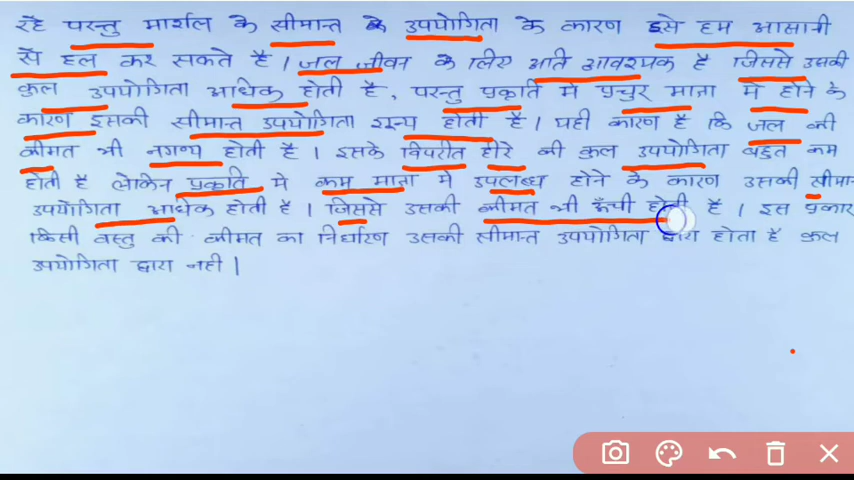 रहे परन्तु मार्शल के सीमान्त के उपयोगिता के कारण इसे हम आसानी
से हल कर सकते है। जल जीवन के लिए अति आवश्यक है जिससे उसकी
कुल उपयोगिता अधिक होती है, परन्तु प्रकृति मे प्रचुर मात्रा मे होने के
कारण इसकी सीमान्त उपयोगिता शून्य होती है। यही कारण है कि जल की
कीमत भी नगण्य होती है। इसके विपरीत हीरे की कुल उपयोगिता बहुत कम
होती है लेकिन प्रकृति मे कम मात्रा मे उपलब्ध होने के कारण उसकी सीमान्त
उपयोगिता अधिक होती है। जिससे उसकी कीमत भी ऊँची होती है। इस प्रकार
किसी वस्तु की कीमत का निर्धारण उसकी सीमान्त उपयोगिता द्वारा होता है कुल
उपयोगिता द्वारा नही।